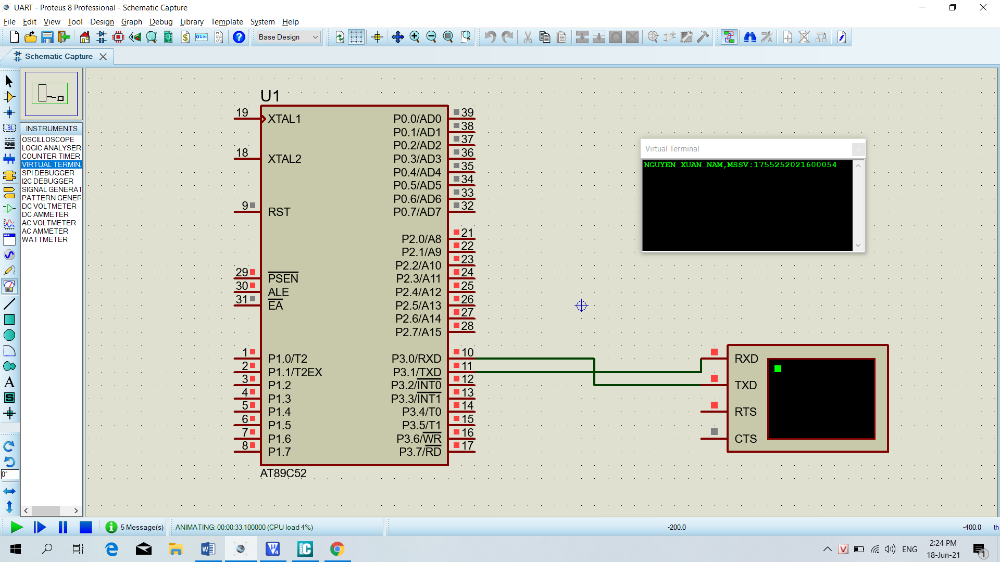 UART - Proteus 8 Professional - Schematic Capture
File Edit View Tool Design Graph Debug Library Template System Help
Base Design
Schematic Capture
INSTRUMENTS
OSCILLOSCOPE
LOGIC ANALYSER
COUNTER TIMER
VIRTUAL TERMIN
SPI DEBUGGER
I2C DEBUGGER
SIGNAL GENERAT
PATTERN GENER
DC VOLTMETER
DC AMMETER
AC VOLTMETER
AC AMMETER
WATTMETER
LBL
A
S
0°
U1
19 XTAL1
18 XTAL2
9 RST
29 PSEN
30 ALE
31 EA
1 P1.0/T2
2 P1.1/T2EX
3 P1.2
4 P1.3
5 P1.4
6 P1.5
7 P1.6
8 P1.7
P0.0/AD0 39
P0.1/AD1 38
P0.2/AD2 37
P0.3/AD3 36
P0.4/AD4 35
P0.5/AD5 34
P0.6/AD6 33
P0.7/AD7 32
P2.0/A8 21
P2.1/A9 22
P2.2/A10 23
P2.3/A11 24
P2.4/A12 25
P2.5/A13 26
P2.6/A14 27
P2.7/A15 28
P3.0/RXD 10
P3.1/TXD 11
P3.2/INT0 12
P3.3/INT1 13
P3.4/T0 14
P3.5/T1 15
P3.6/WR 16
P3.7/RD 17
AT89C52
Virtual Terminal
NGUYEN XUAN NAM,MSSV:1755252021600054
RXD
TXD
RTS
CTS
5 Message(s)
ANIMATING: 00:00:33.100000 (CPU load 4%)
-200.0
-400.0
th
ENG
2:24 PM
18-Jun-21
1